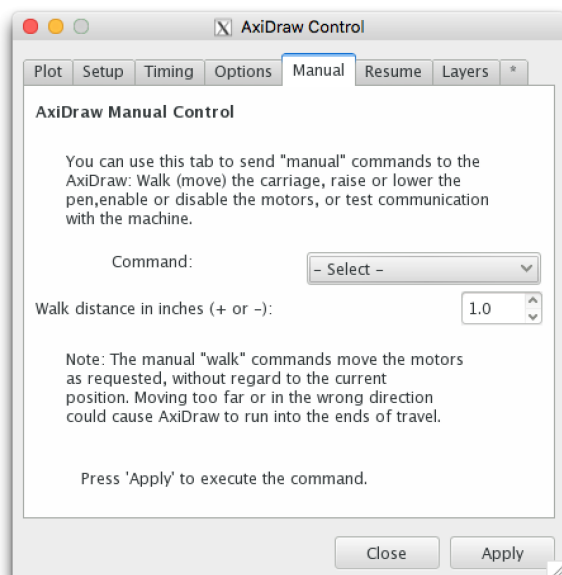 AxiDraw Control
Plot Setup Timing Options Manual Resume Layers *
AxiDraw Manual Control
You can use this tab to send "manual" commands to the
AxiDraw: Walk (move) the carriage, raise or lower the
pen,enable or disable the motors, or test communication
with the machine.
Command: – Select –
Walk distance in inches (+ or –): 1.0
Note: The manual "walk" commands move the motors
as requested, without regard to the current
position. Moving too far or in the wrong direction
could cause AxiDraw to run into the ends of travel.
Press 'Apply' to execute the command.
Close Apply